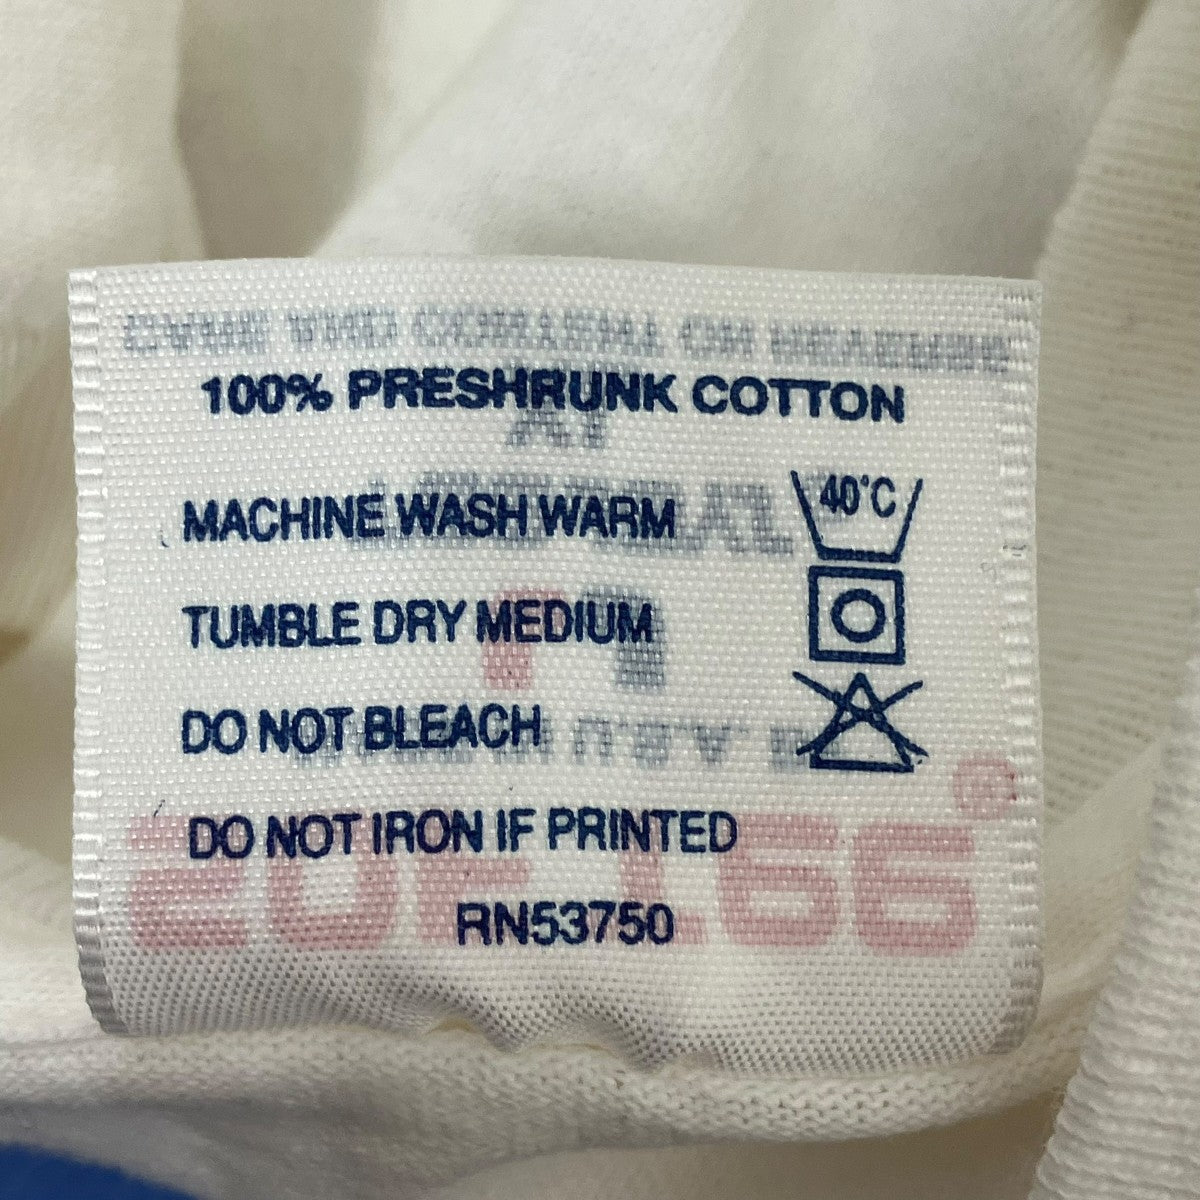 100% PRESHRUNK COTTON
MACHINE WASH WARM
40°C
TUMBLE DRY MEDIUM
DO NOT BLEACH
DO NOT IRON IF PRINTED
RN53750